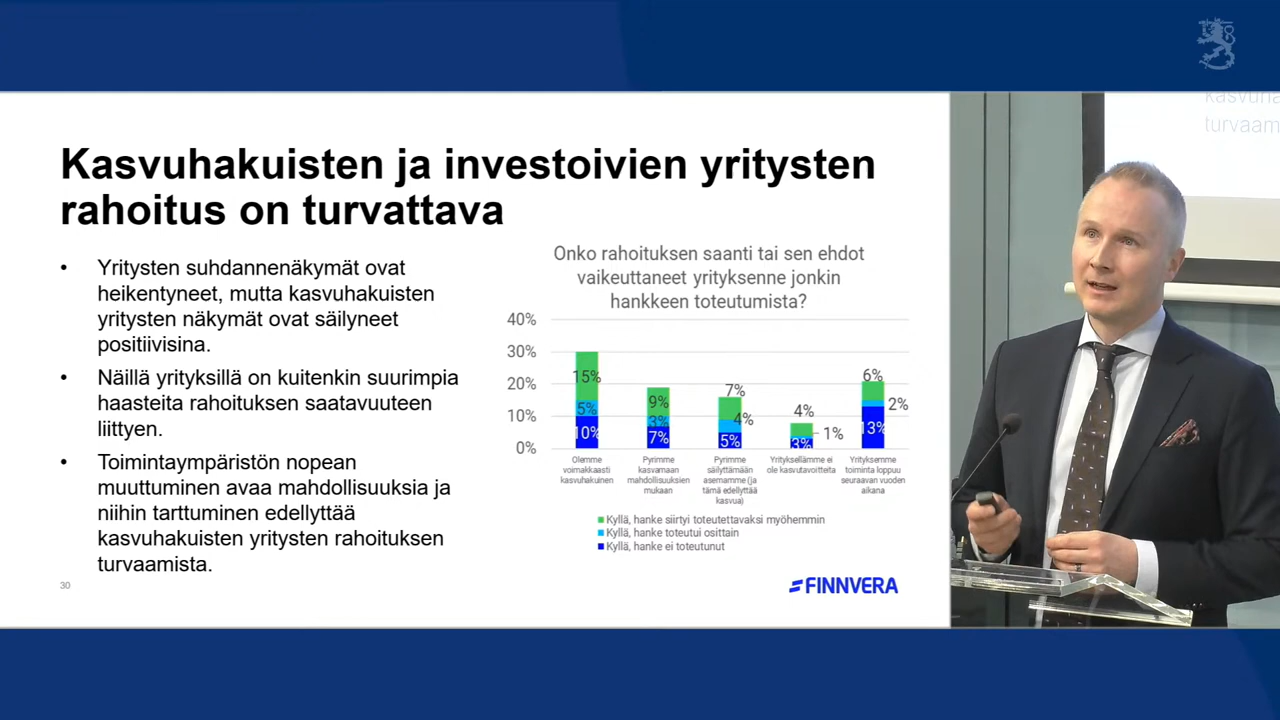 Kasvuhakuisten ja investoivien yritysten
rahoitus on turvattava
• Yritysten suhdannenäkymät ovat
heikentyneet, mutta kasvuhakuisten
yritysten näkymät ovat säilyneet
positiivisina.
• Näillä yrityksillä on kuitenkin suurimpia
haasteita rahoituksen saatavuuteen
liittyen.
• Toimintaympäristön nopean
muuttuminen avaa mahdollisuuksia ja
niihin tarttuminen edellyttää
kasvuhakuisten yritysten rahoituksen
turvaamista.
30
Onko rahoituksen saanti tai sen ehdot
vaikeuttaneet yrityksenne jonkin
hankkeen toteutumista?
40%
30%
20%
10%
0%
15%
5%
10%
9%
3%
7%
7%
4%
5%
4%
1%
3%
6%
2%
13%
Olemme
voimakkaasti
kasvuhakuinen
Pyrimme
kasvamaan
mahdollisuuksien
mukaan
Pyrimme
säilyttämään
asemamme (ja
tämä edellyttää
kasvua)
Yrityksellämme ei
ole kasvutavoitteita
Yrityksemme
toiminta loppuu
seuraavan vuoden
aikana
Kyllä, hanke siirtyi toteutettavaksi myöhemmin
Kyllä, hanke toteutui osittain
Kyllä, hanke ei toteutunut
FINNVERA
turvaam